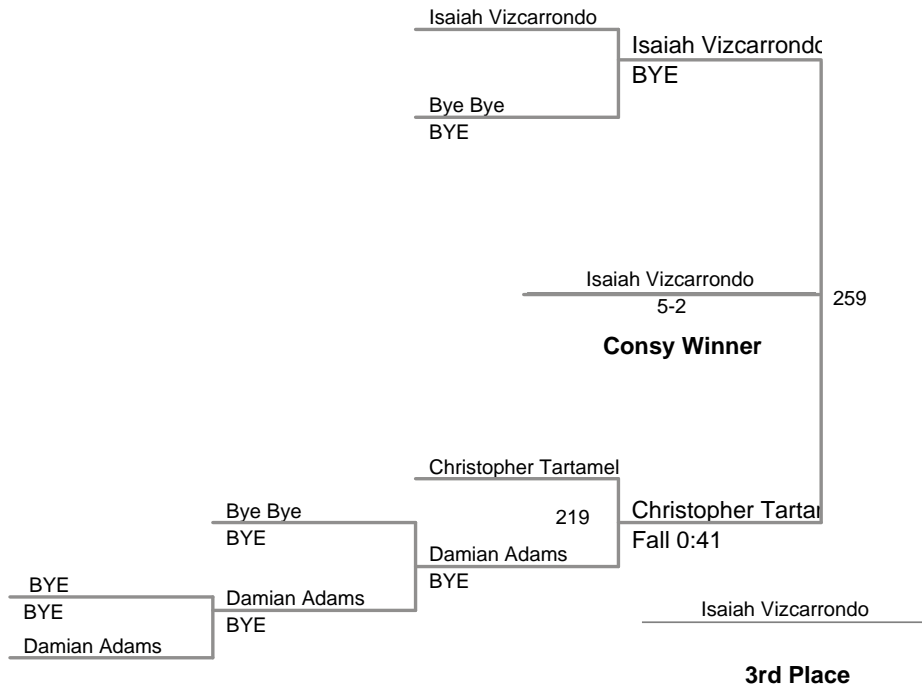 Isaiah Vizcarrondo
Isaiah Vizcarrondo
BYE
Bye Bye
BYE
Isaiah Vizcarrondo
259
5-2
Consy Winner
Christopher Tartamel
Bye Bye
219
Christopher Tartar
BYE
Fall 0:41
Damian Adams
BYE
BYE
BYE
Damian Adams
BYE
Isaiah Vizcarrondo
Damian Adams
3rd Place